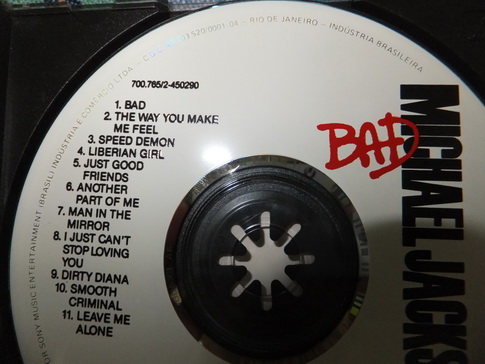 520.0001-04 - RIO DE JANEIRO - INDÚSTRIA BRASILEIRA
SONY MUSIC ENTERTAINMENT (BRASIL) INDÚSTRIA E COMÉRCIO LTDA
700.765/2-450290
1. BAD
2. THE WAY YOU MAKE
ME FEEL
3. SPEED DEMON
4. LIBERIAN GIRL
5. JUST GOOD
FRIENDS
6. ANOTHER
PART OF ME
7. MAN IN THE
MIRROR
8. I JUST CAN'T
STOP LOVING
YOU
9. DIRTY DIANA
10. SMOOTH
CRIMINAL
11. LEAVE ME
ALONE
BAD
MICHAEL JACKS